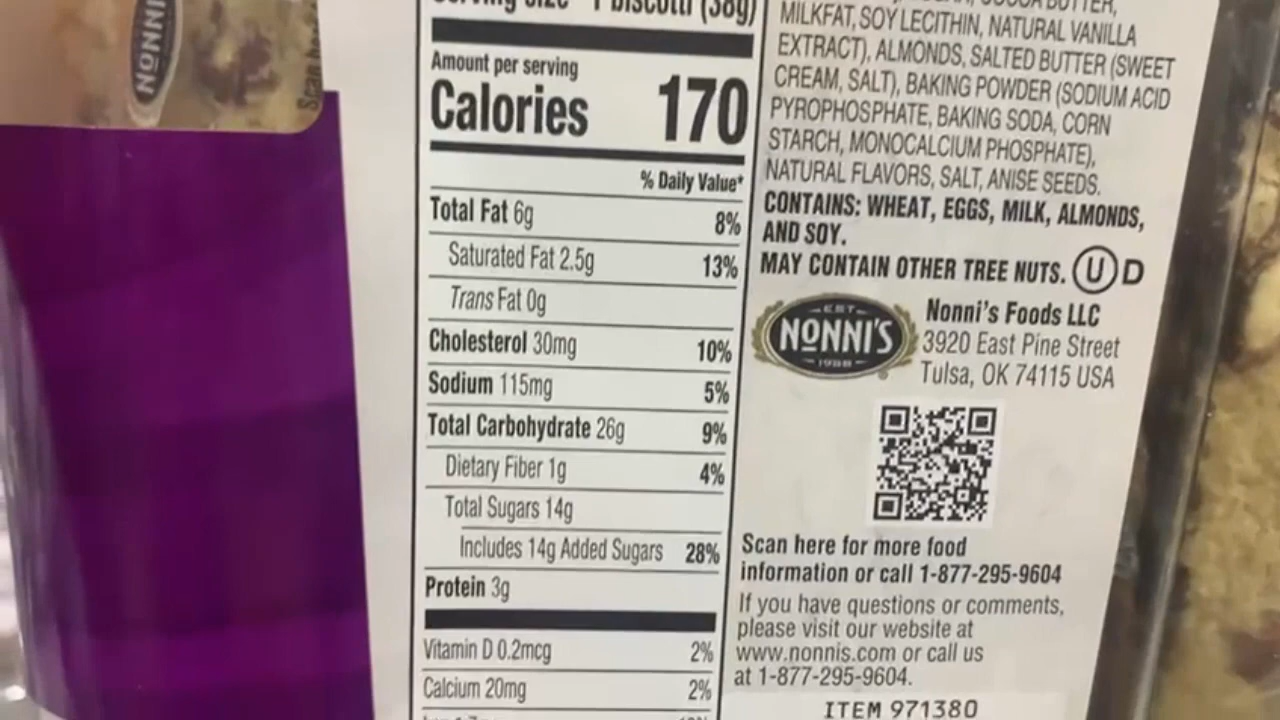 NONNI
Scan
Serving size 1 biscotti (38g)
Amount per serving
Calories 170
% Daily Value*
Total Fat 6g 8%
Saturated Fat 2.5g 13%
Trans Fat 0g
Cholesterol 30mg 10%
Sodium 115mg 5%
Total Carbohydrate 26g 9%
Dietary Fiber 1g 4%
Total Sugars 14g
Includes 14g Added Sugars 28%
Protein 3g
Vitamin D 0.2mcg 2%
Calcium 20mg 2%
COCOA BUTTER,
MILKFAT, SOY LECITHIN, NATURAL VANILLA
EXTRACT), ALMONDS, SALTED BUTTER (SWEET
CREAM, SALT), BAKING POWDER (SODIUM ACID
PYROPHOSPHATE, BAKING SODA, CORN
STARCH, MONOCALCIUM PHOSPHATE),
NATURAL FLAVORS, SALT, ANISE SEEDS.
CONTAINS: WHEAT, EGGS, MILK, ALMONDS,
AND SOY.
MAY CONTAIN OTHER TREE NUTS. U D
EST.
NONNI'S
1988
®
Nonni's Foods LLC
3920 East Pine Street
Tulsa, OK 74115 USA
Scan here for more food
information or call 1-877-295-9604
If you have questions or comments,
please visit our website at
www.nonnis.com or call us
at 1-877-295-9604.
ITEM 971380